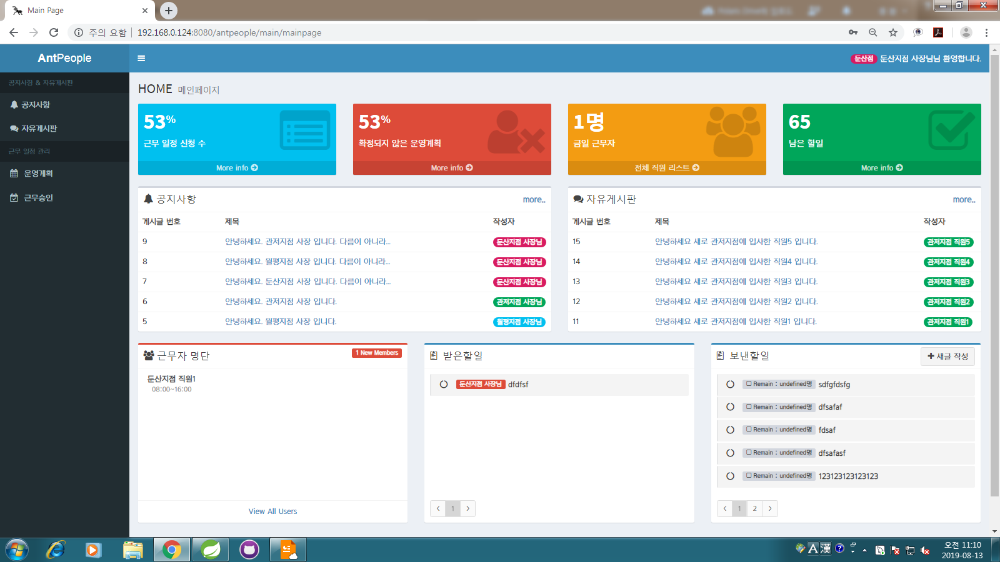 Main Page
주의 요함
192.168.0.124:8080/antpeople/main/mainpage
AntPeople
둔산점 둔산지점 사장님님 환영합니다.
공지사항 & 자유게시판
공지사항
자유게시판
근무 일정 관리
운영계획
근무승인
HOME 메인페이지
53%
근무 일정 신청 수
More info
53%
확정되지 않은 운영계획
More info
1명
금일 근무자
전체 직원 리스트
65
남은 할일
More info
공지사항 more..
게시글 번호 제목 작성자
9 안녕하세요. 관저지점 사장 입니다. 다름이 아니라... 둔산지점 사장님
8 안녕하세요. 월평지점 사장 입니다. 다름이 아니라... 둔산지점 사장님
7 안녕하세요. 둔산지점 사장 입니다. 다름이 아니라... 둔산지점 사장님
6 안녕하세요. 관저지점 사장 입니다. 관저지점 사장님
5 안녕하세요. 월평지점 사장 입니다. 월평지점 사장님
자유게시판 more..
게시글 번호 제목 작성자
15 안녕하세요 새로 관저지점에 입사한 직원5 입니다. 관저지점 직원5
14 안녕하세요 새로 관저지점에 입사한 직원4 입니다. 관저지점 직원4
13 안녕하세요 새로 관저지점에 입사한 직원3 입니다. 관저지점 직원3
12 안녕하세요 새로 관저지점에 입사한 직원2 입니다. 관저지점 직원2
11 안녕하세요 새로 관저지점에 입사한 직원1 입니다. 관저지점 직원1
근무자 명단 1 New Members
둔산지점 직원1
08:00~16:00
View All Users
받은할일
둔산지점 사장님 dfdfsf
1
보낸할일 새글 작성
Remain : undefined명 sdfgfdsfg
Remain : undefined명 dfsafaf
Remain : undefined명 fdsaf
Remain : undefined명 dfsafasf
Remain : undefined명 123123123123123
1 2
A 漢
오전 11:10
2019-08-13